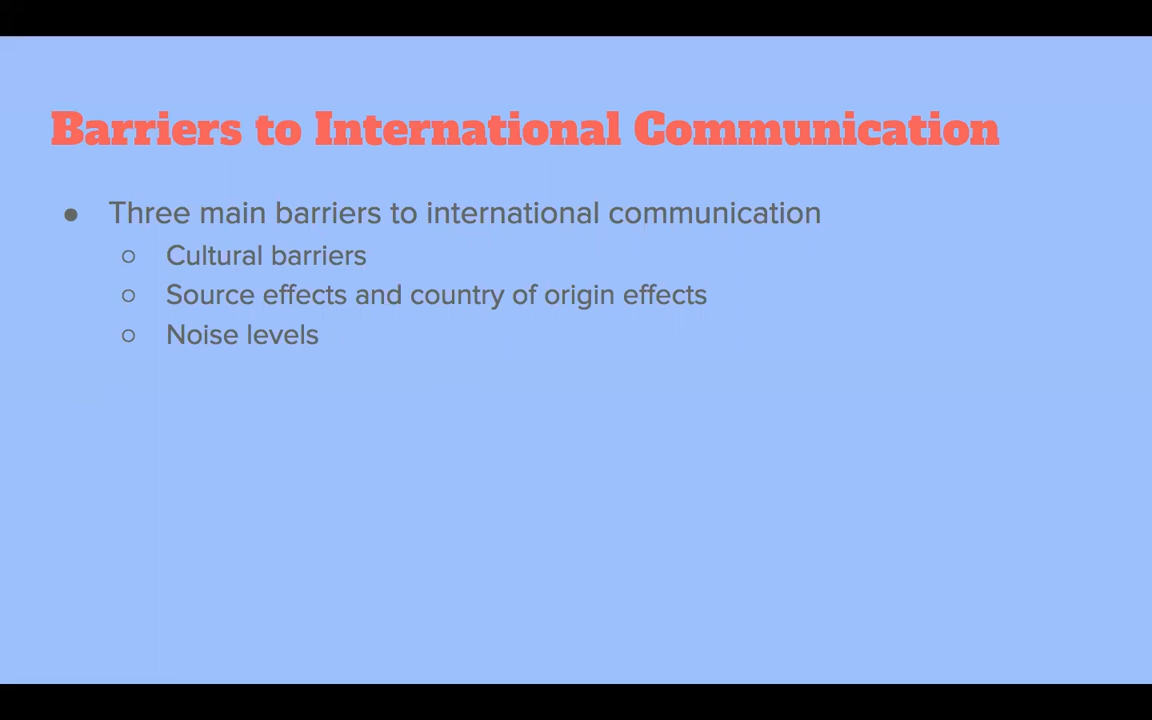 Barriers to International Communication
● Three main barriers to international communication
○ Cultural barriers
○ Source effects and country of origin effects
○ Noise levels